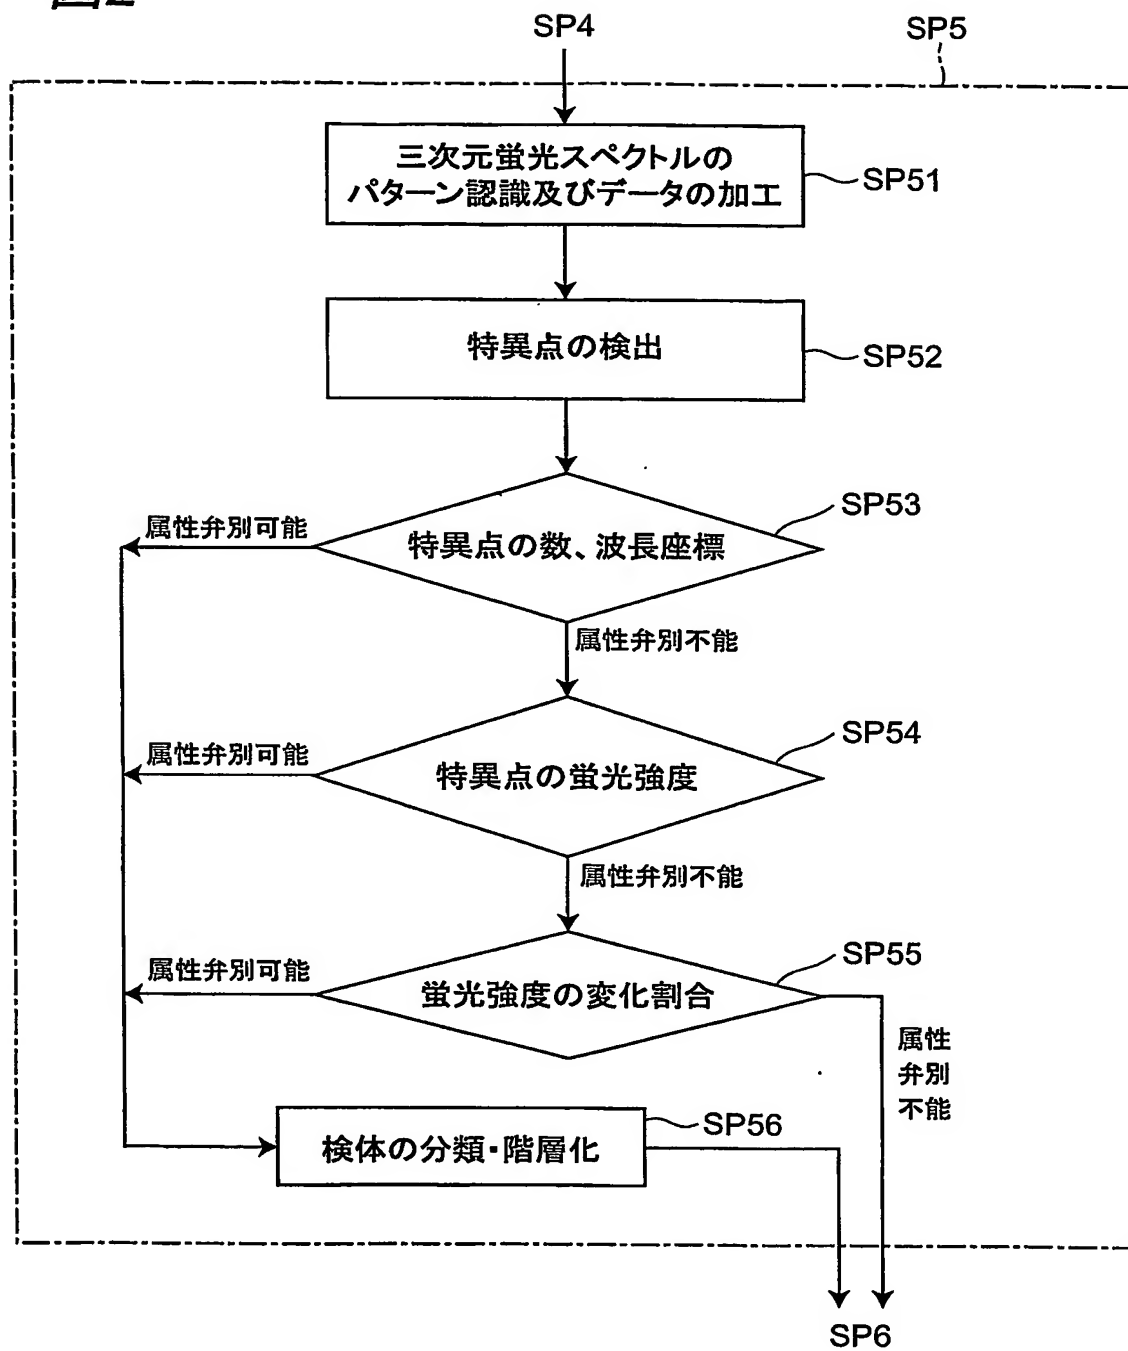 図2
SP4
SP5
三次元蛍光スペクトルの
パターン認識及びデータの加工
SP51
特異点の検出
SP52
SP53
属性弁別可能
特異点の数、波長座標
属性弁別不能
SP54
属性弁別可能
特異点の蛍光強度
属性弁別不能
SP55
属性弁別可能
蛍光強度の変化割合
属性
弁別
不能
SP56
検体の分類・階層化
SP6